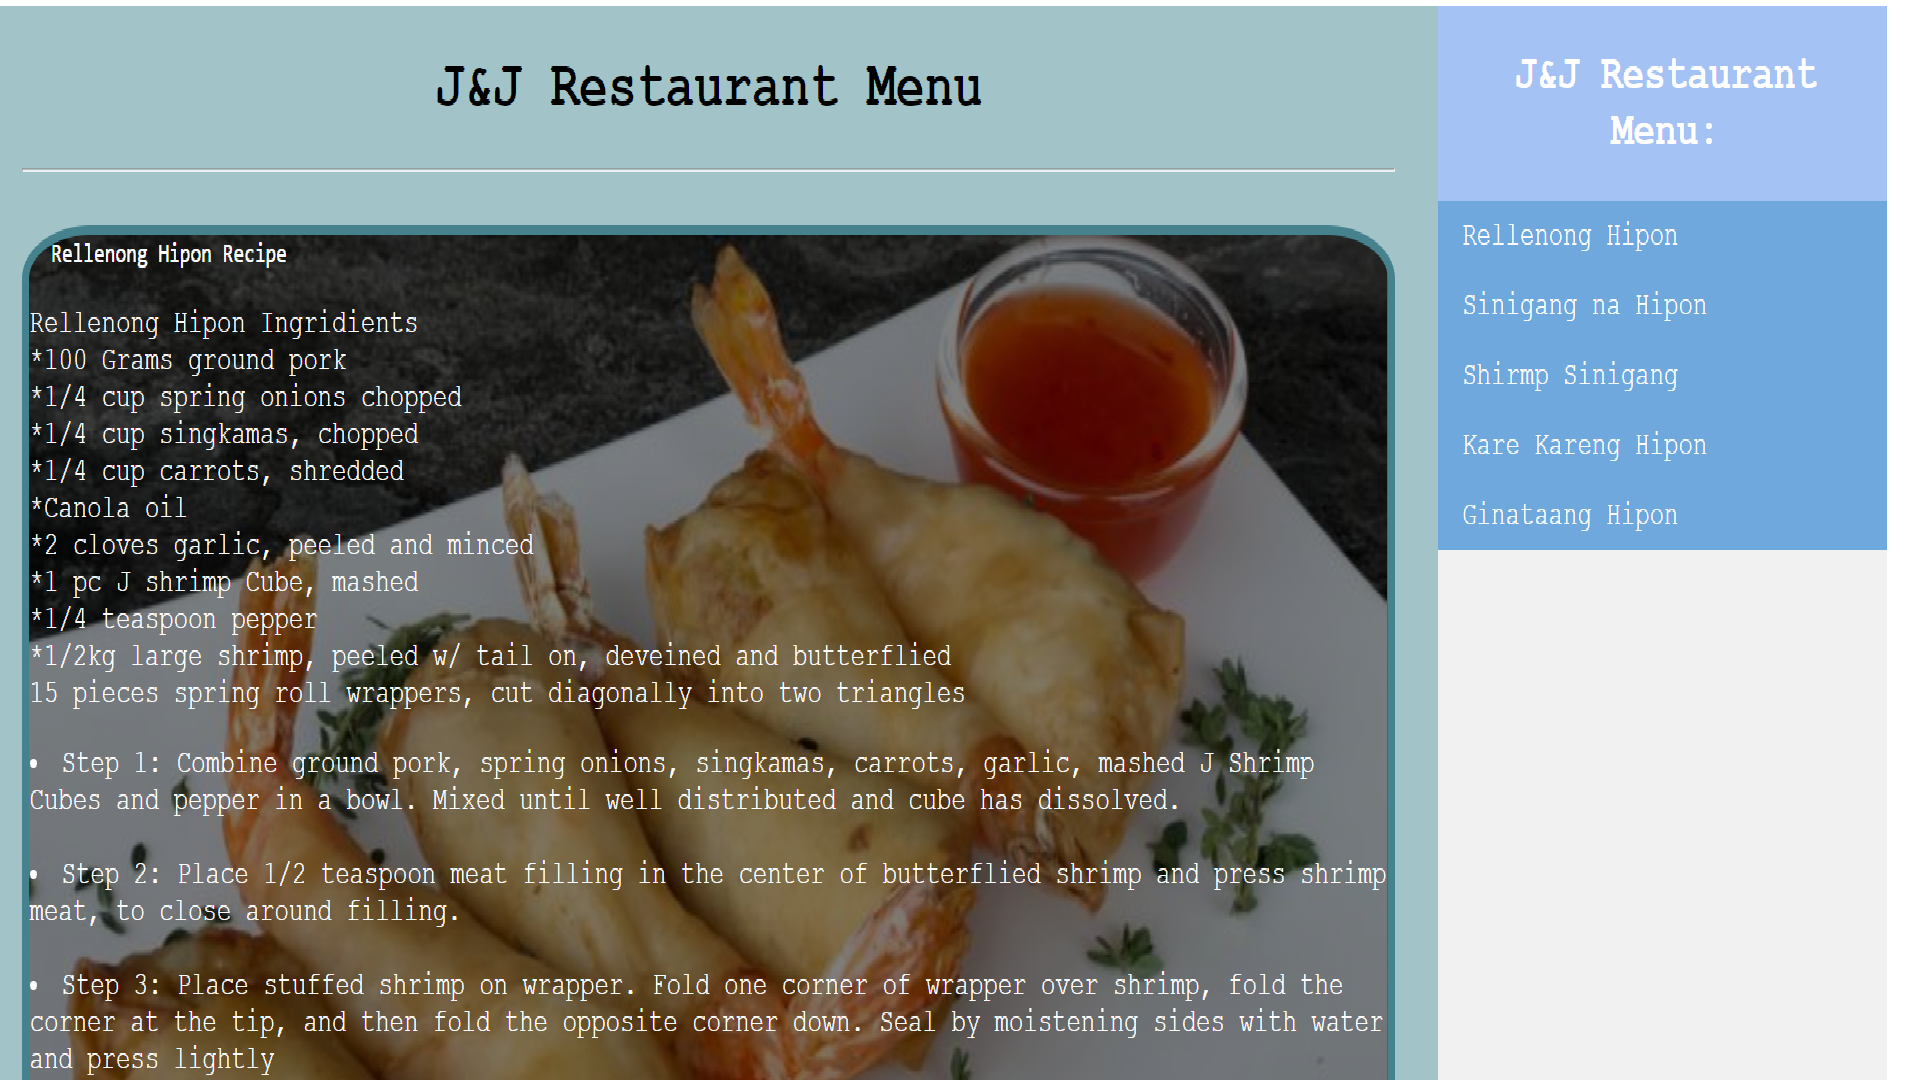 J&J Restaurant Menu
Rellenong Hipon Recipe
Rellenong Hipon Ingridients
*100 Grams ground pork
*1/4 cup spring onions chopped
*1/4 cup singkamas, chopped
*1/4 cup carrots, shredded
*Canola oil
*2 cloves garlic, peeled and minced
*1 pc J shrimp Cube, mashed
*1/4 teaspoon pepper
*1/2kg large shrimp, peeled w/ tail on, deveined and butterflied
15 pieces spring roll wrappers, cut diagonally into two triangles
• Step 1: Combine ground pork, spring onions, singkamas, carrots, garlic, mashed J Shrimp
Cubes and pepper in a bowl. Mixed until well distributed and cube has dissolved.
• Step 2: Place 1/2 teaspoon meat filling in the center of butterflied shrimp and press shrimp
meat, to close around filling.
• Step 3: Place stuffed shrimp on wrapper. Fold one corner of wrapper over shrimp, fold the
corner at the tip, and then fold the opposite corner down. Seal by moistening sides with water
and press lightly
J&J Restaurant
Menu:
Rellenong Hipon
Sinigang na Hipon
Shirmp Sinigang
Kare Kareng Hipon
Ginataang Hipon